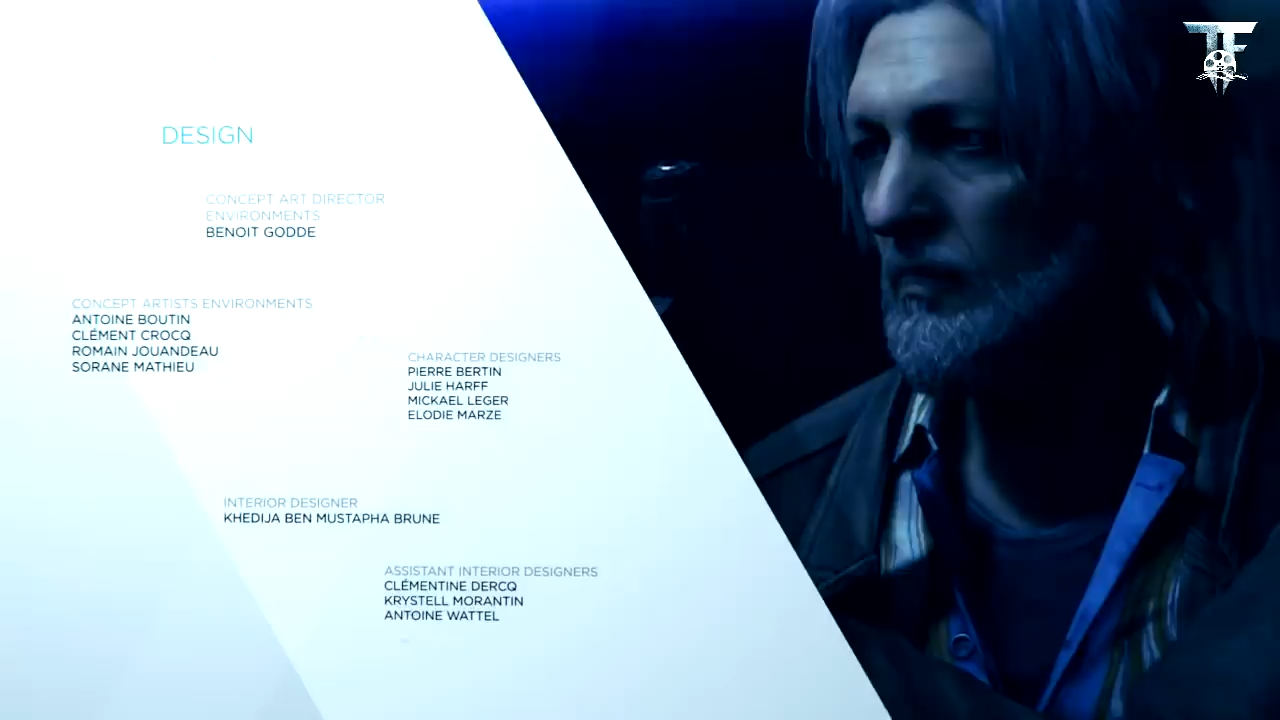 DESIGN
CONCEPT ART DIRECTOR
ENVIRONMENTS
BENOIT GODDE
CONCEPT ARTISTS ENVIRONMENTS
ANTOINE BOUTIN
CLÉMENT CROCQ
ROMAIN JOUANDEAU
SORANE MATHIEU
CHARACTER DESIGNERS
PIERRE BERTIN
JULIE HARFF
MICKAEL LEGER
ELODIE MARZE
INTERIOR DESIGNER
KHEDIJA BEN MUSTAPHA BRUNE
ASSISTANT INTERIOR DESIGNERS
CLÉMENTINE DERCQ
KRYSTELL MORANTIN
ANTOINE WATTEL
TF